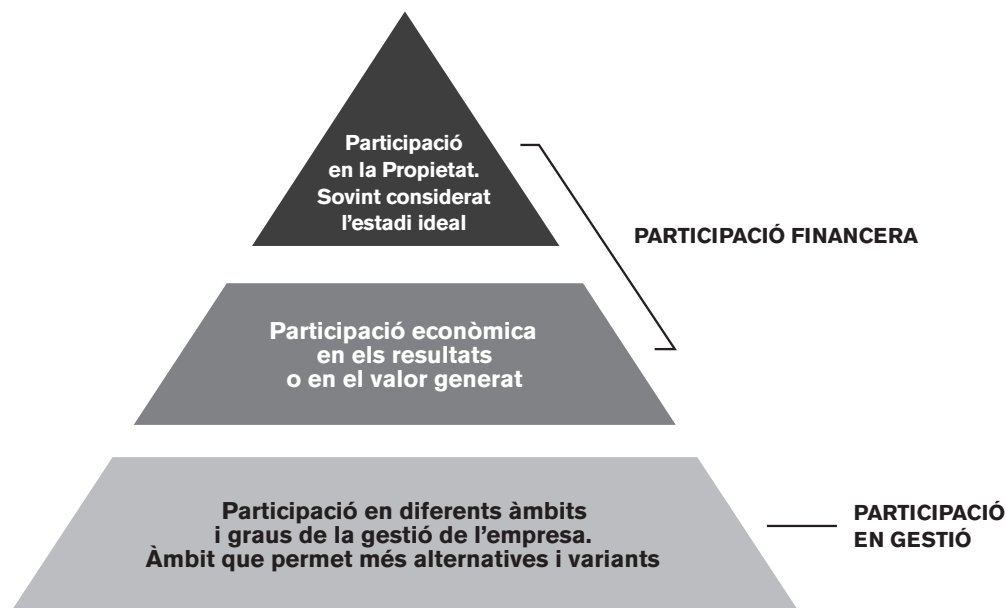 Participació
en la Propietat.
Sovint considerat
l’estadi ideal
PARTICIPACIÓ FINANCERA
Participació econòmica
en els resultats
o en el valor generat
Participació en diferents àmbits
i graus de la gestió de l’empresa.
Àmbit que permet més alternatives i variants
PARTICIPACIÓ
EN GESTIÓ